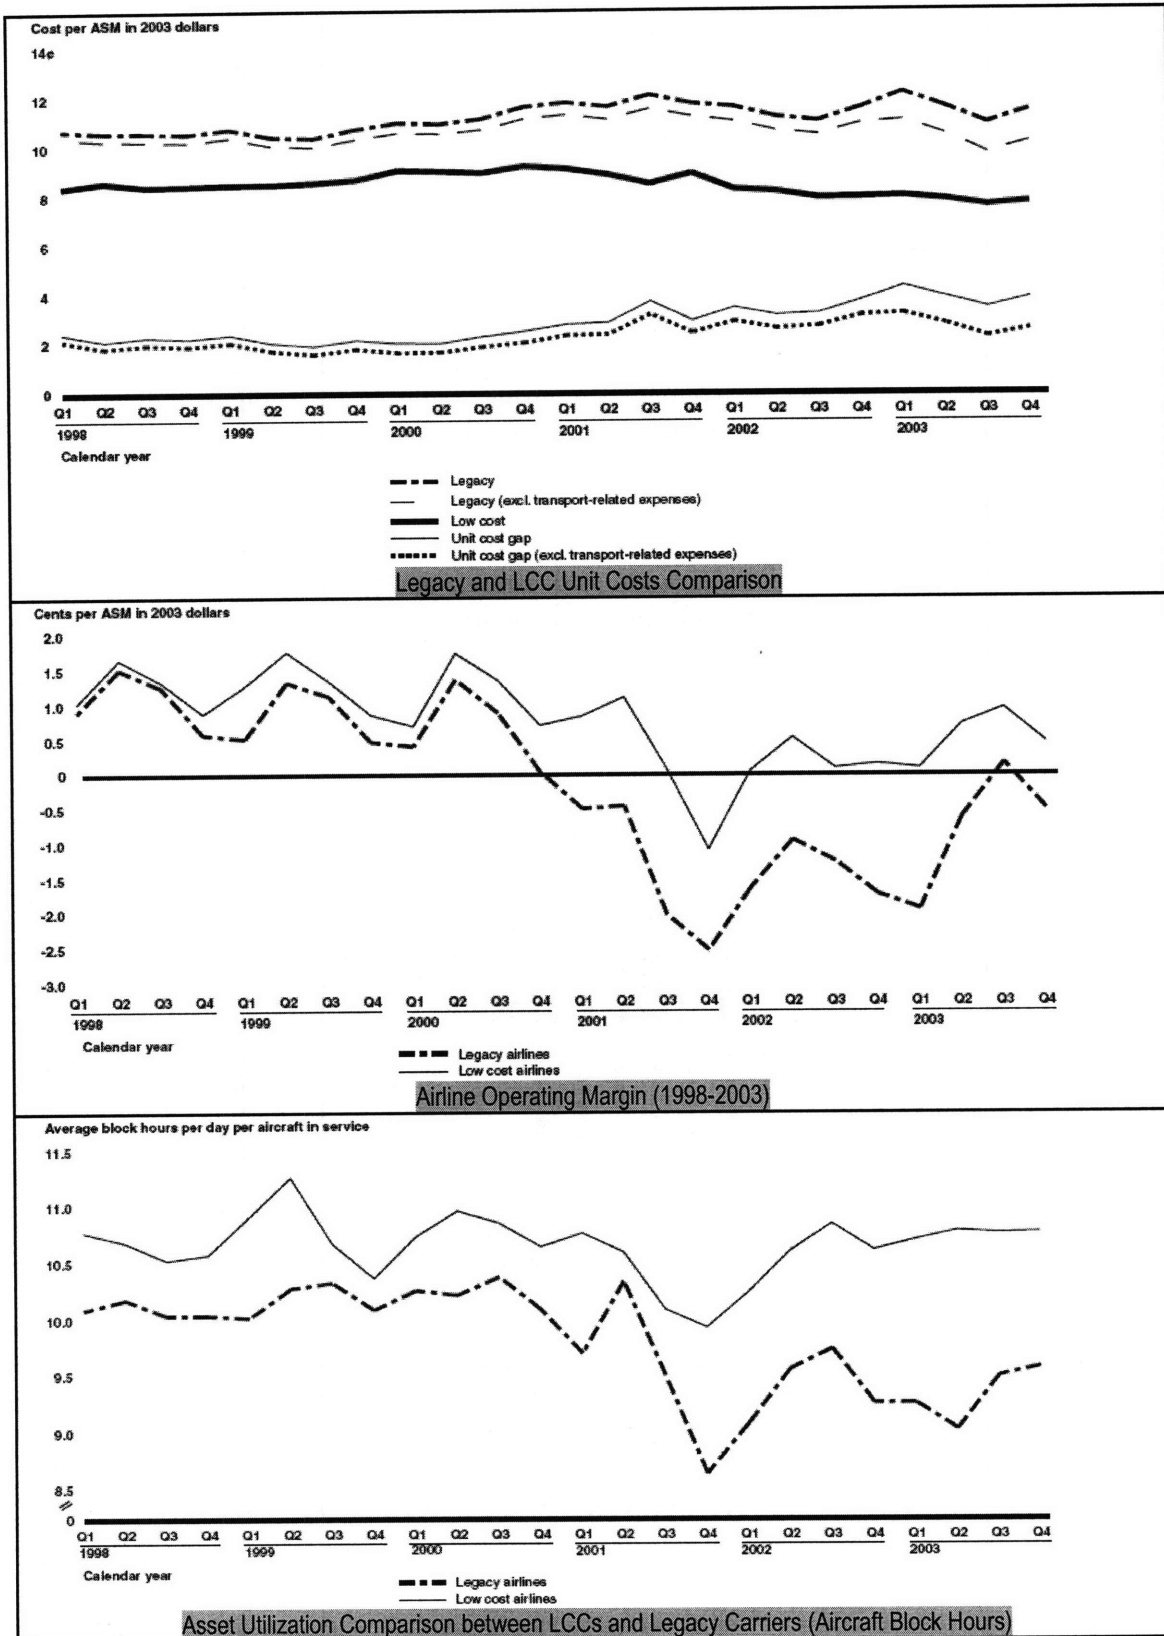 Cost per ASM in 2003 dollars
14¢
12
10
8
6
4
2
0
Q1 Q2 Q3 Q4 Q1 Q2 Q3 Q4 Q1 Q2 Q3 Q4 Q1 Q2 Q3 Q4 Q1 Q2 Q3 Q4 Q1 Q2 Q3 Q4
1998 1999 2000 2001 2002 2003
Calendar year
Legacy
Legacy (excl. transport-related expenses)
Low cost
Unit cost gap
Unit cost gap (excl. transport-related expenses)
Legacy and LCC Unit Costs Comparison
Cents per ASM in 2003 dollars
2.0
1.5
1.0
0.5
0
-0.5
-1.0
-1.5
-2.0
-2.5
-3.0
Q1 Q2 Q3 Q4 Q1 Q2 Q3 Q4 Q1 Q2 Q3 Q4 Q1 Q2 Q3 Q4 Q1 Q2 Q3 Q4 Q1 Q2 Q3 Q4
1998 1999 2000 2001 2002 2003
Calendar year
Legacy airlines
Low cost airlines
Airline Operating Margin (1998-2003)
Average block hours per day per aircraft in service
11.5
11.0
10.5
10.0
9.5
9.0
8.5
0
Q1 Q2 Q3 Q4 Q1 Q2 Q3 Q4 Q1 Q2 Q3 Q4 Q1 Q2 Q3 Q4 Q1 Q2 Q3 Q4 Q1 Q2 Q3 Q4
1998 1999 2000 2001 2002 2003
Calendar year
Legacy airlines
Low cost airlines
Asset Utilization Comparison between LCCs and Legacy Carriers (Aircraft Block Hours)